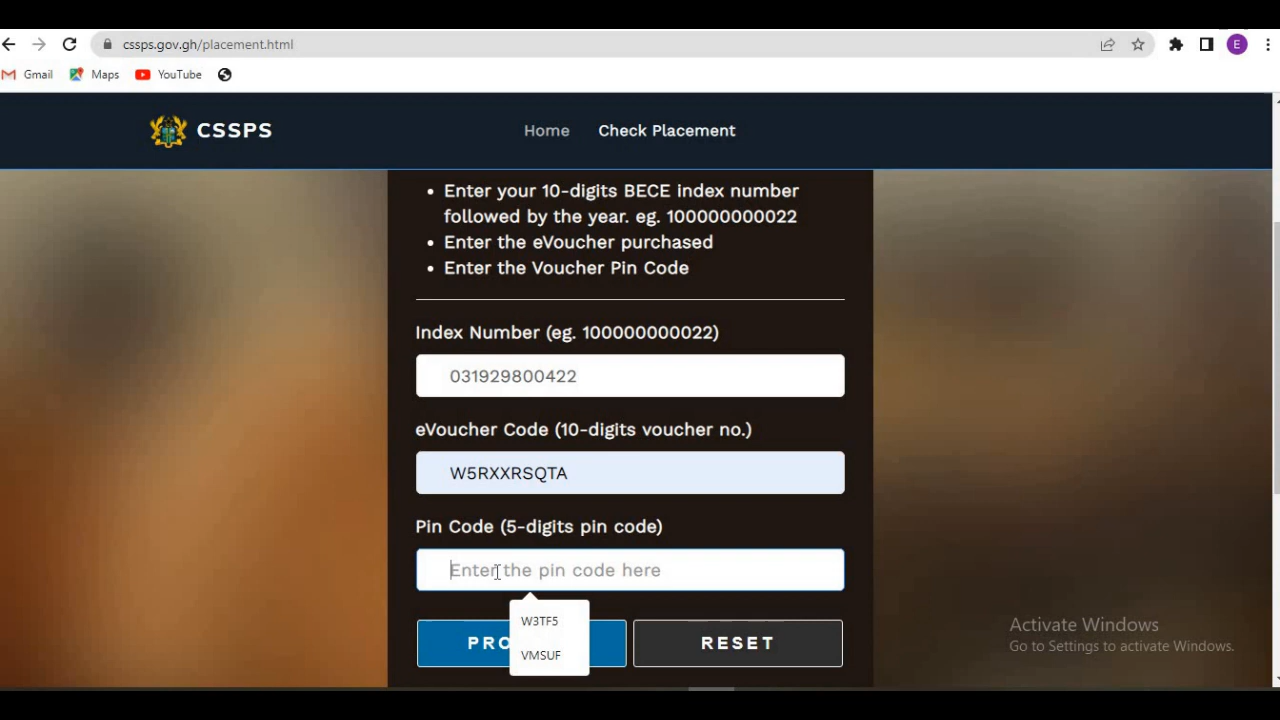 cssps.gov.gh/placement.html
E
Gmail Maps YouTube
CSSPS Home Check Placement
• Enter your 10-digits BECE index number
followed by the year. eg. 100000000022
• Enter the eVoucher purchased
• Enter the Voucher Pin Code
Index Number (eg. 100000000022)
031929800422
eVoucher Code (10-digits voucher no.)
W5RXXRSQTA
Pin Code (5-digits pin code)
Enter the pin code here
W3TF5
VMSUF
PRO RESET
Activate Windows
Go to Settings to activate Windows.